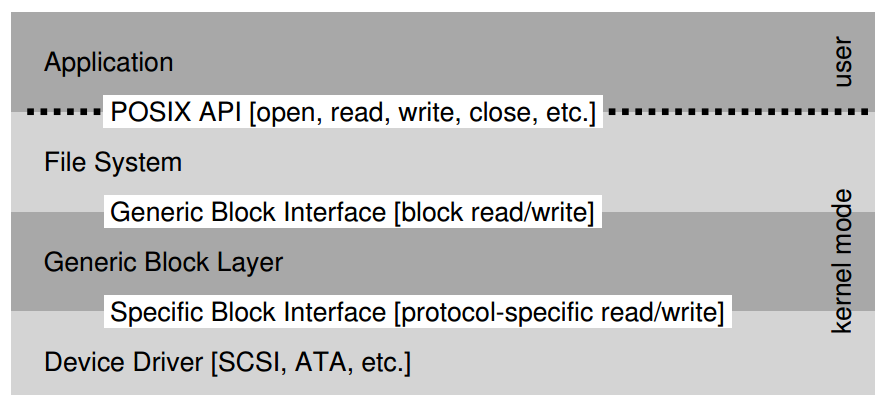 Application
user
POSIX API [open, read, write, close, etc.]
File System
Generic Block Interface [block read/write]
kernel mode
Generic Block Layer
Specific Block Interface [protocol-specific read/write]
Device Driver [SCSI, ATA, etc.]